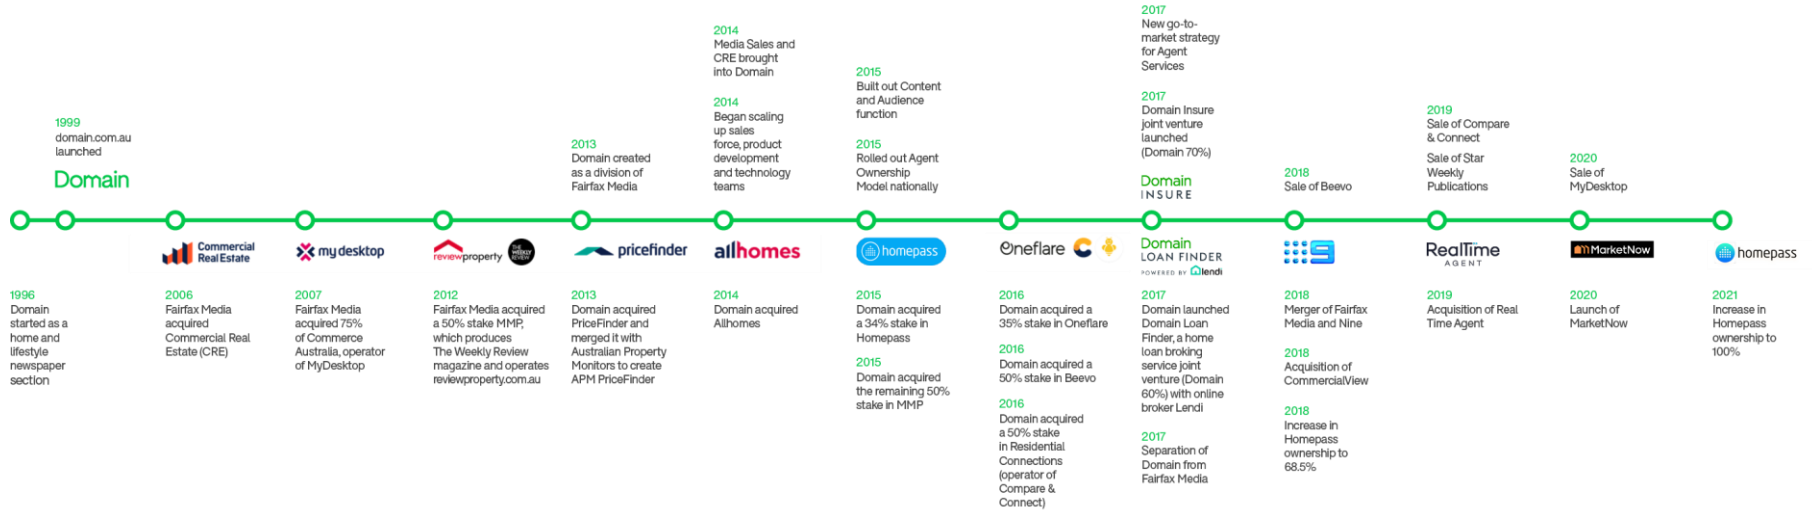 1999
domain.com.au
launched
Domain
1996
Domain
started as a
home and
lifestyle
newspaper
section
Commercial
Real Estate
2006
Fairfax Media
acquired
Commercial Real
Estate (CRE)
my desktop
2007
Fairfax Media
acquired 75%
of Commerce
Australia, operator
of MyDesktop
reviewproperty
THE
WEEKLY
REVIEW
2012
Fairfax Media acquired
a 50% stake MMP,
which produces
The Weekly Review
magazine and operates
reviewproperty.com.au
2013
Domain created
as a division of
Fairfax Media
pricefinder
2013
Domain acquired
PriceFinder and
merged it with
Australian Property
Monitors to create
APM PriceFinder
2014
Media Sales and
CRE brought
into Domain
2014
Began scaling
up sales
force, product
development
and technology
teams
allhomes
2014
Domain acquired
Allhomes
2015
Built out Content
and Audience
function
2015
Rolled out Agent
Ownership
Model nationally
homepass
2015
Domain acquired
a 34% stake in
Homepass
2015
Domain acquired
the remaining 50%
stake in MMP
Oneflare
2016
Domain acquired a
35% stake in Oneflare
2016
Domain acquired a
50% stake in Beevo
2016
Domain acquired
a 50% stake
in Residential
Connections
(operator of
Compare &
Connect)
2017
New go-to-
market strategy
for Agent
Services
2017
Domain Insure
joint venture
launched
(Domain 70%)
Domain
INSURE
Domain
LOAN FINDER
POWERED BY lendi
2017
Domain launched
Domain Loan
Finder, a home
loan broking
service joint
venture (Domain
60%) with online
broker Lendi
2017
Separation of
Domain from
Fairfax Media
2018
Sale of Beevo
9
2018
Merger of Fairfax
Media and Nine
2018
Acquisition of
CommercialView
2018
Increase in
Homepass
ownership to
68.5%
2019
Sale of Compare
& Connect
Sale of Star
Weekly
Publications
RealTime
AGENT
2019
Acquisition of Real
Time Agent
2020
Sale of
MyDesktop
MarketNow
2020
Launch of
MarketNow
homepass
2021
Increase in
Homepass
ownership to
100%